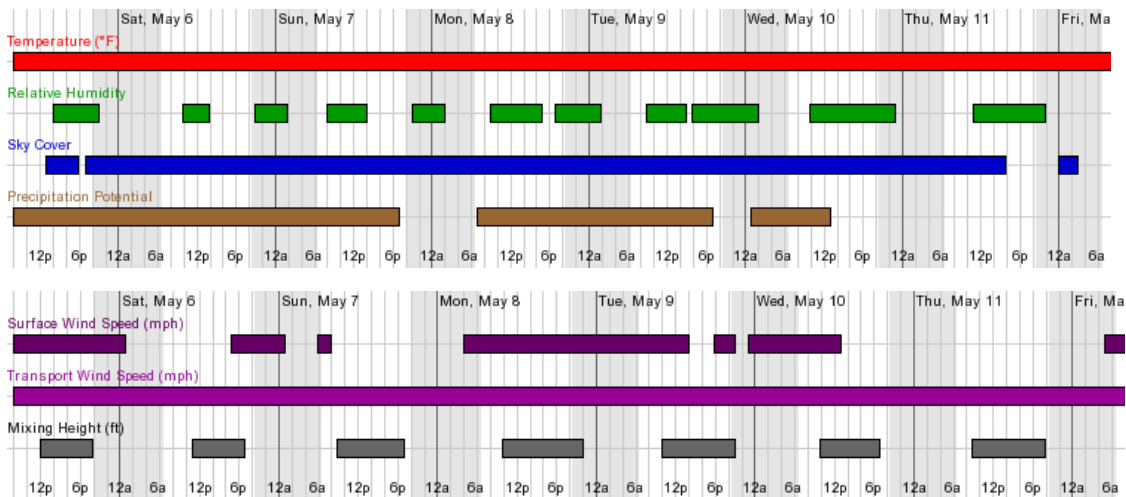 Sat, May 6 Sun, May 7 Mon, May 8 Tue, May 9 Wed, May 10 Thu, May 11 Fri, Ma
Temperature (°F)
Relative Humidity
Sky Cover
Precipitation Potential
12p 6p 12a 6a 12p 6p 12a 6a 12p 6p 12a 6a 12p 6p 12a 6a 12p 6p 12a 6a 12p 6p 12a 6a 12p 6p 12a 6a
Sat, May 6 Sun, May 7 Mon, May 8 Tue, May 9 Wed, May 10 Thu, May 11 Fri, Ma
Surface Wind Speed (mph)
Transport Wind Speed (mph)
Mixing Height (ft)
12p 6p 12a 6a 12p 6p 12a 6a 12p 6p 12a 6a 12p 6p 12a 6a 12p 6p 12a 6a 12p 6p 12a 6a 12p 6p 12a 6a